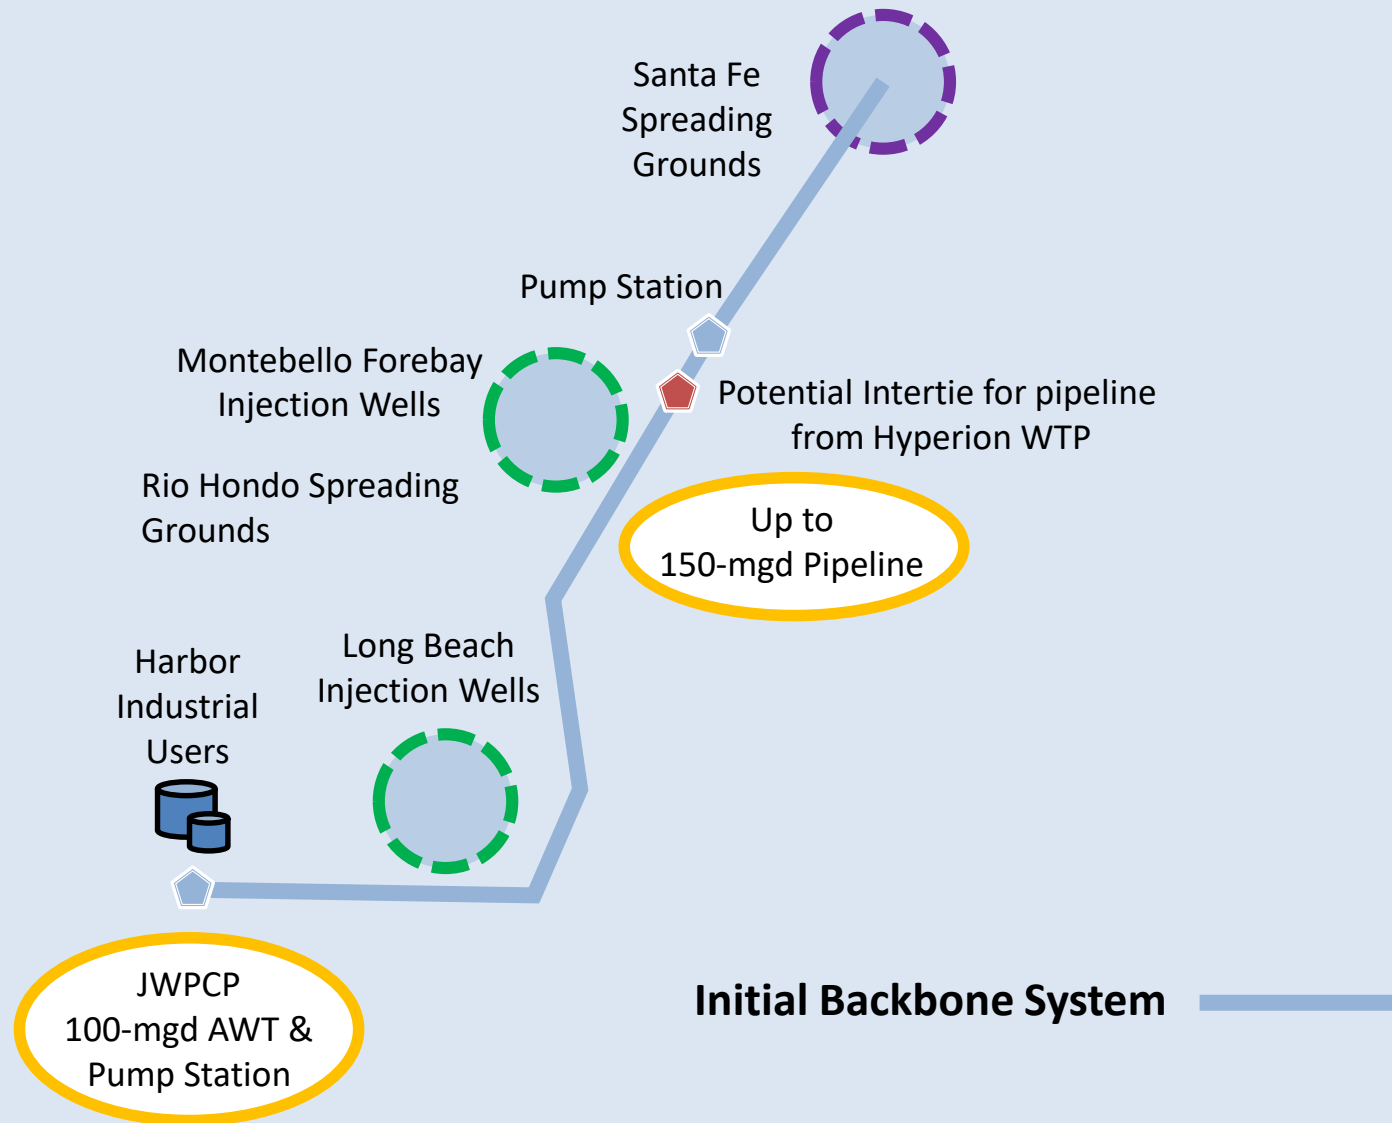 Santa Fe
Spreading
Grounds
Pump Station
Montebello Forebay
Injection Wells
Potential Intertie for pipeline
from Hyperion WTP
Rio Hondo Spreading
Grounds
Up to
150-mgd Pipeline
Long Beach
Injection Wells
Harbor
Industrial
Users
JWPCP
100-mgd AWT &
Pump Station
Initial Backbone System